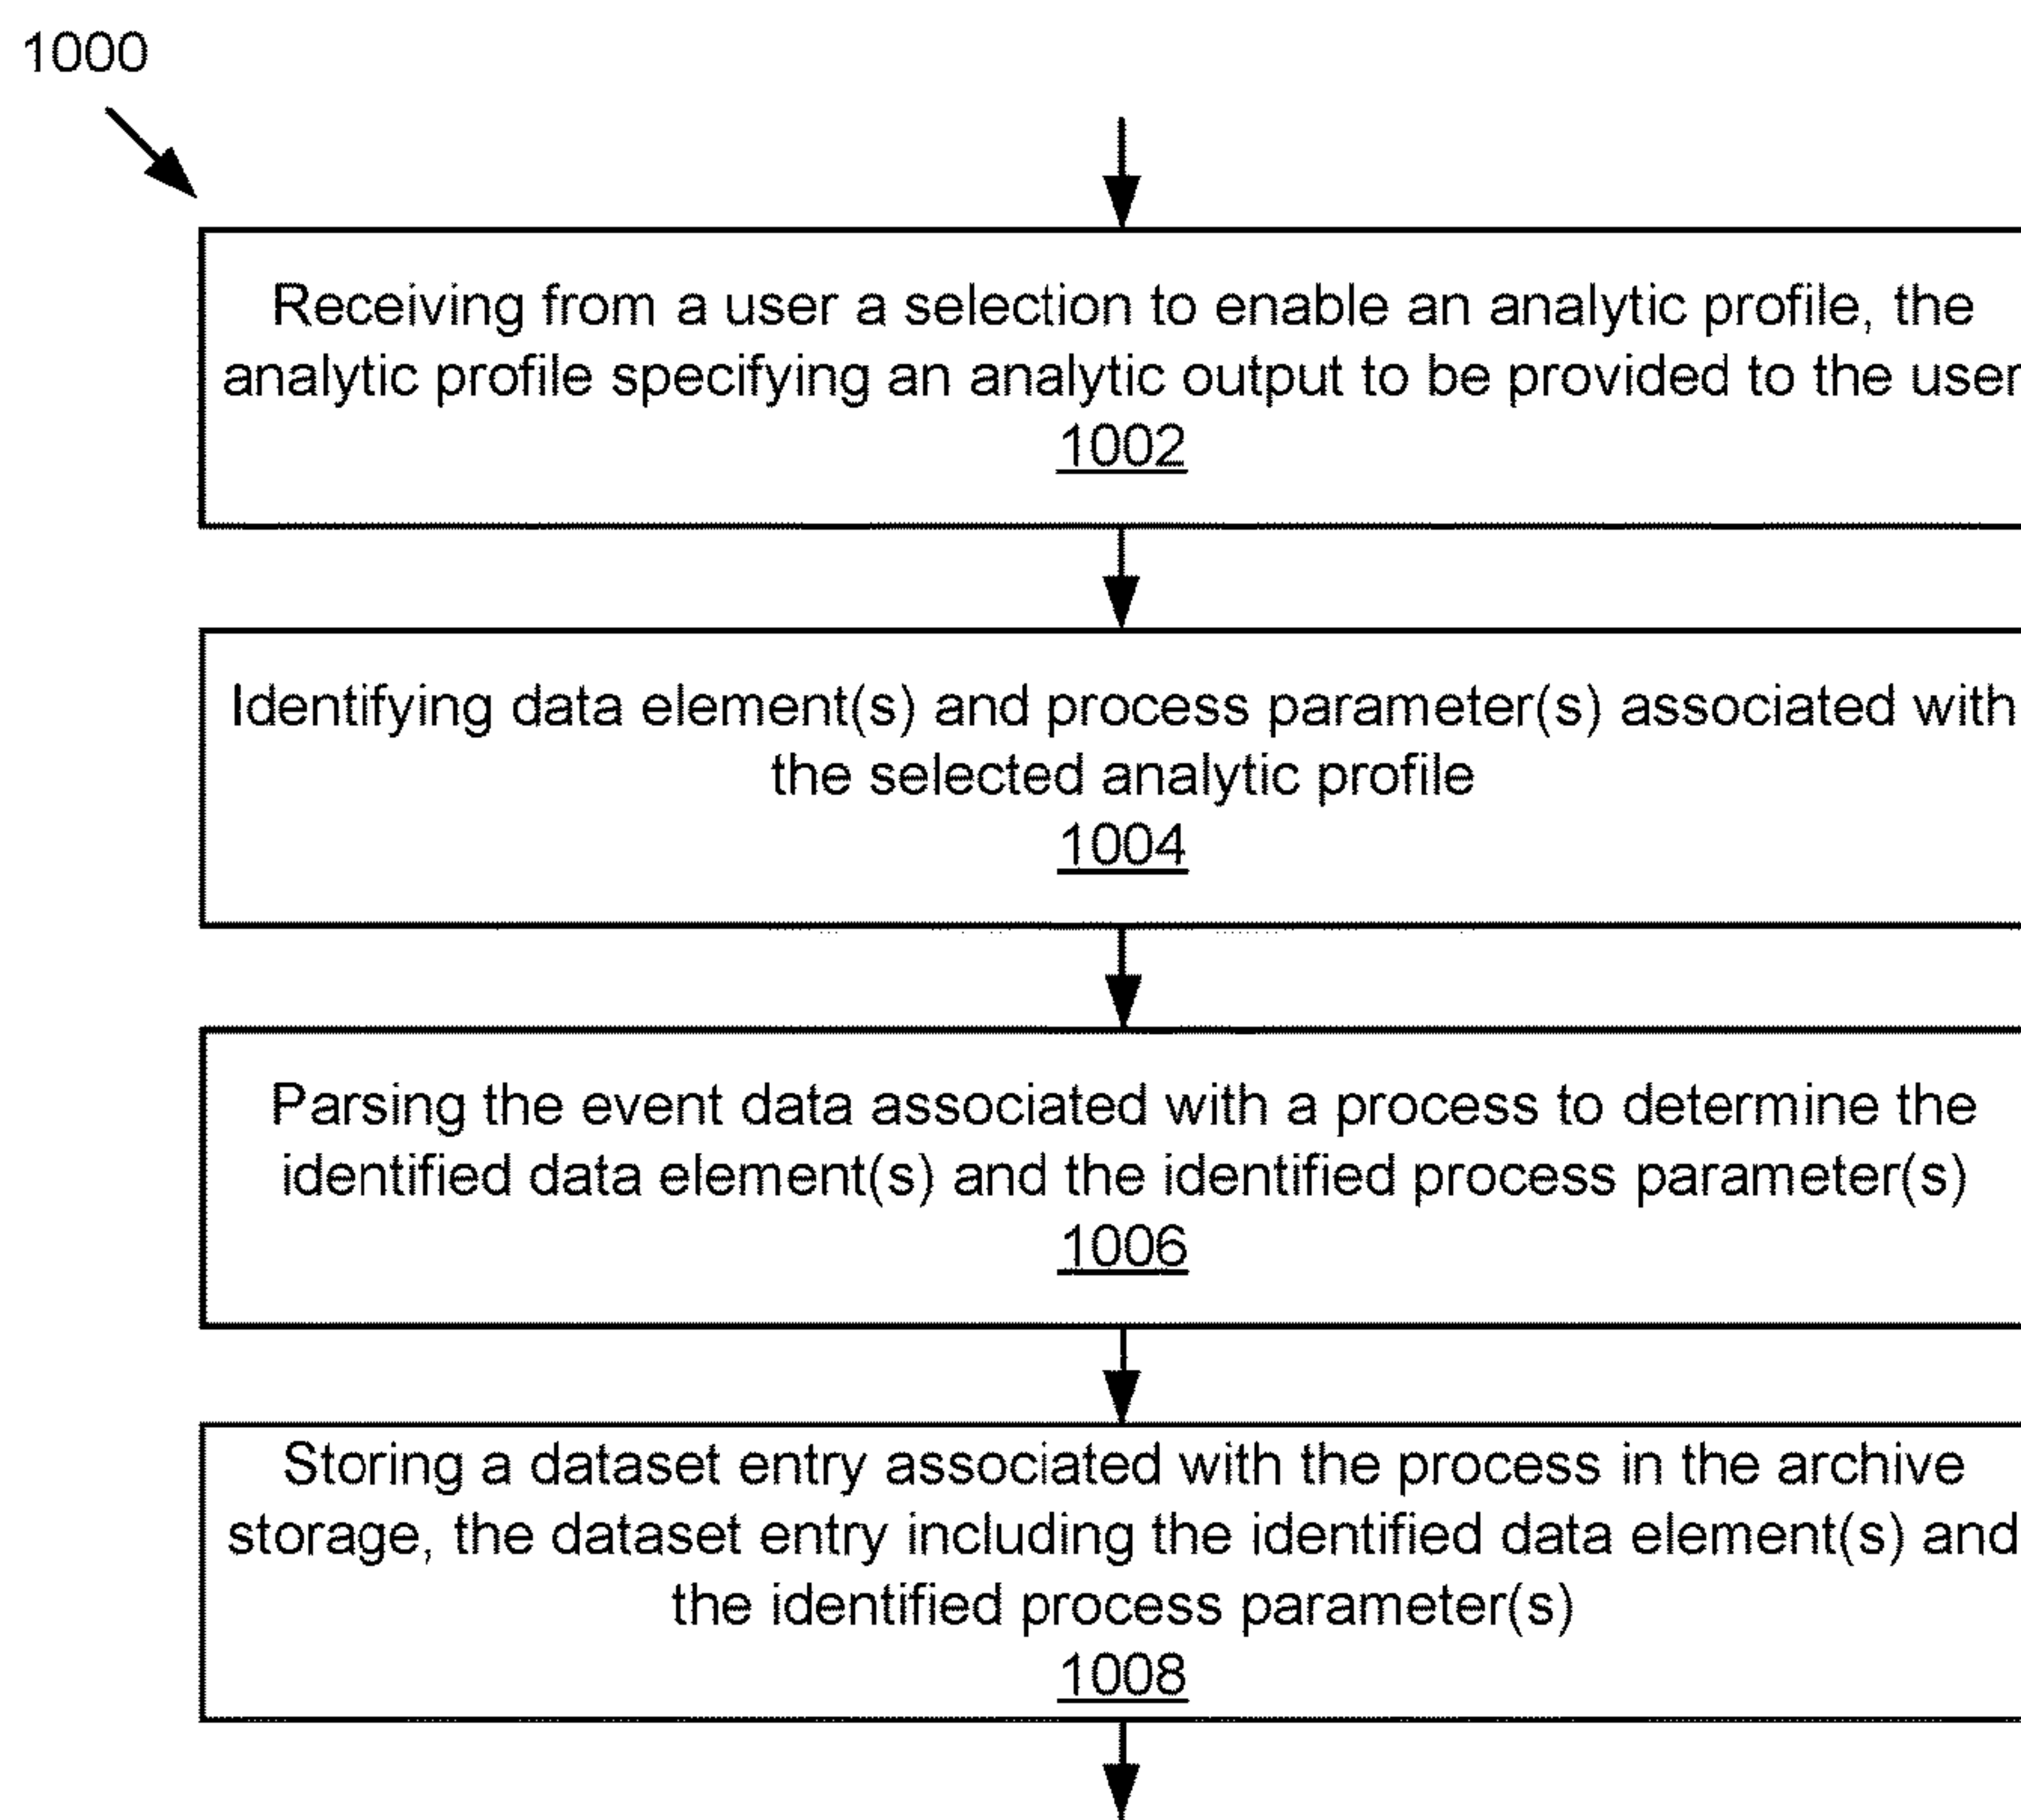 1000
Receiving from a user a selection to enable an analytic profile, the
analytic profile specifying an analytic output to be provided to the user
1002
Identifying data element(s) and process parameter(s) associated with
the selected analytic profile
1004
Parsing the event data associated with a process to determine the
identified data element(s) and the identified process parameter(s)
1006
Storing a dataset entry associated with the process in the archive
storage, the dataset entry including the identified data element(s) and
the identified process parameter(s)
1008